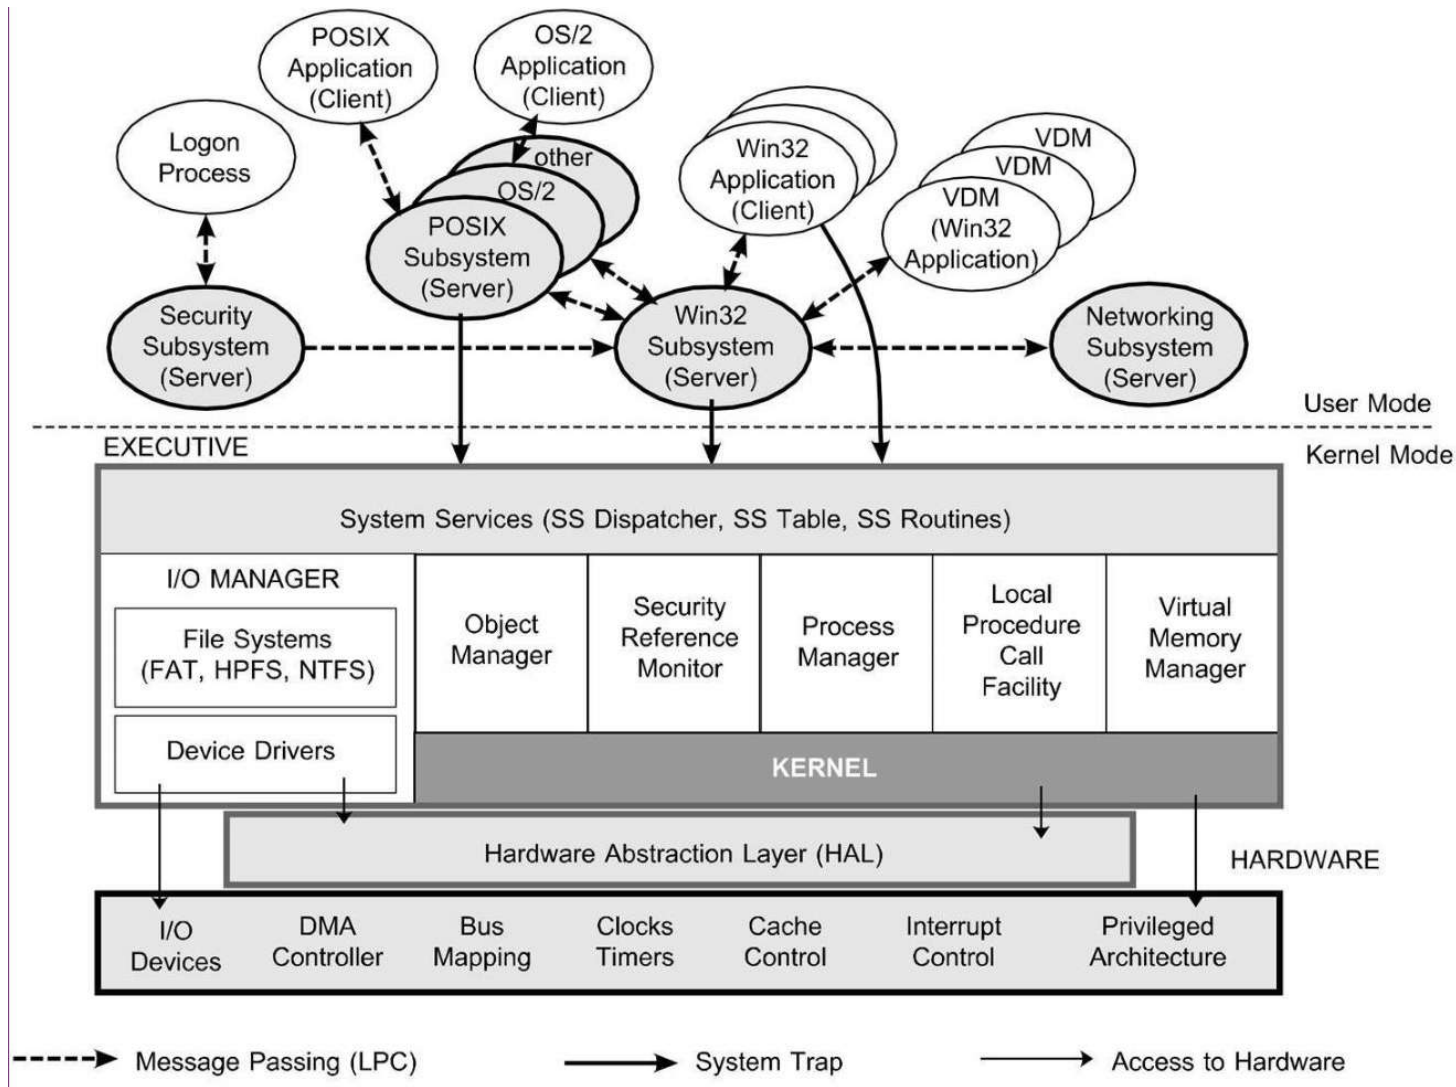 POSIX
Application
(Client)
OS/2
Application
(Client)
Logon
Process
other
OS/2
POSIX
Subsystem
(Server)
Win32
Application
(Client)
VDM
VDM
VDM
(Win32
Application)
Security
Subsystem
(Server)
Win32
Subsystem
(Server)
Networking
Subsystem
(Server)
User Mode
EXECUTIVE
Kernel Mode
System Services (SS Dispatcher, SS Table, SS Routines)
I/O MANAGER
File Systems
(FAT, HPFS, NTFS)
Device Drivers
Object
Manager
Security
Reference
Monitor
Process
Manager
Local
Procedure
Call
Facility
Virtual
Memory
Manager
KERNEL
Hardware Abstraction Layer (HAL)
HARDWARE
I/O
Devices
DMA
Controller
Bus
Mapping
Clocks
Timers
Cache
Control
Interrupt
Control
Privileged
Architecture
Message Passing (LPC)
System Trap
Access to Hardware